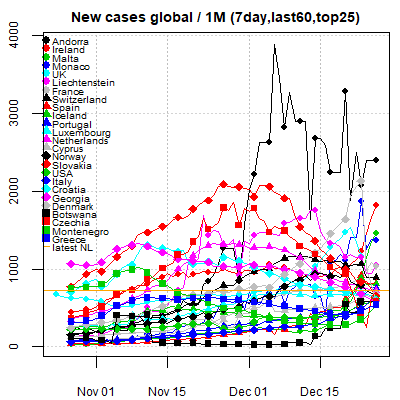 New cases global / 1M (7day,last60,top25)
4000
3000
2000
1000
0
Andorra
Ireland
Malta
Monaco
UK
Liechtenstein
France
Switzerland
Spain
Iceland
Portugal
Luxembourg
Netherlands
Cyprus
Norway
Slovakia
USA
Italy
Croatia
Georgia
Denmark
Botswana
Czechia
Montenegro
Greece
latest NL
Nov 01
Nov 15
Dec 01
Dec 15